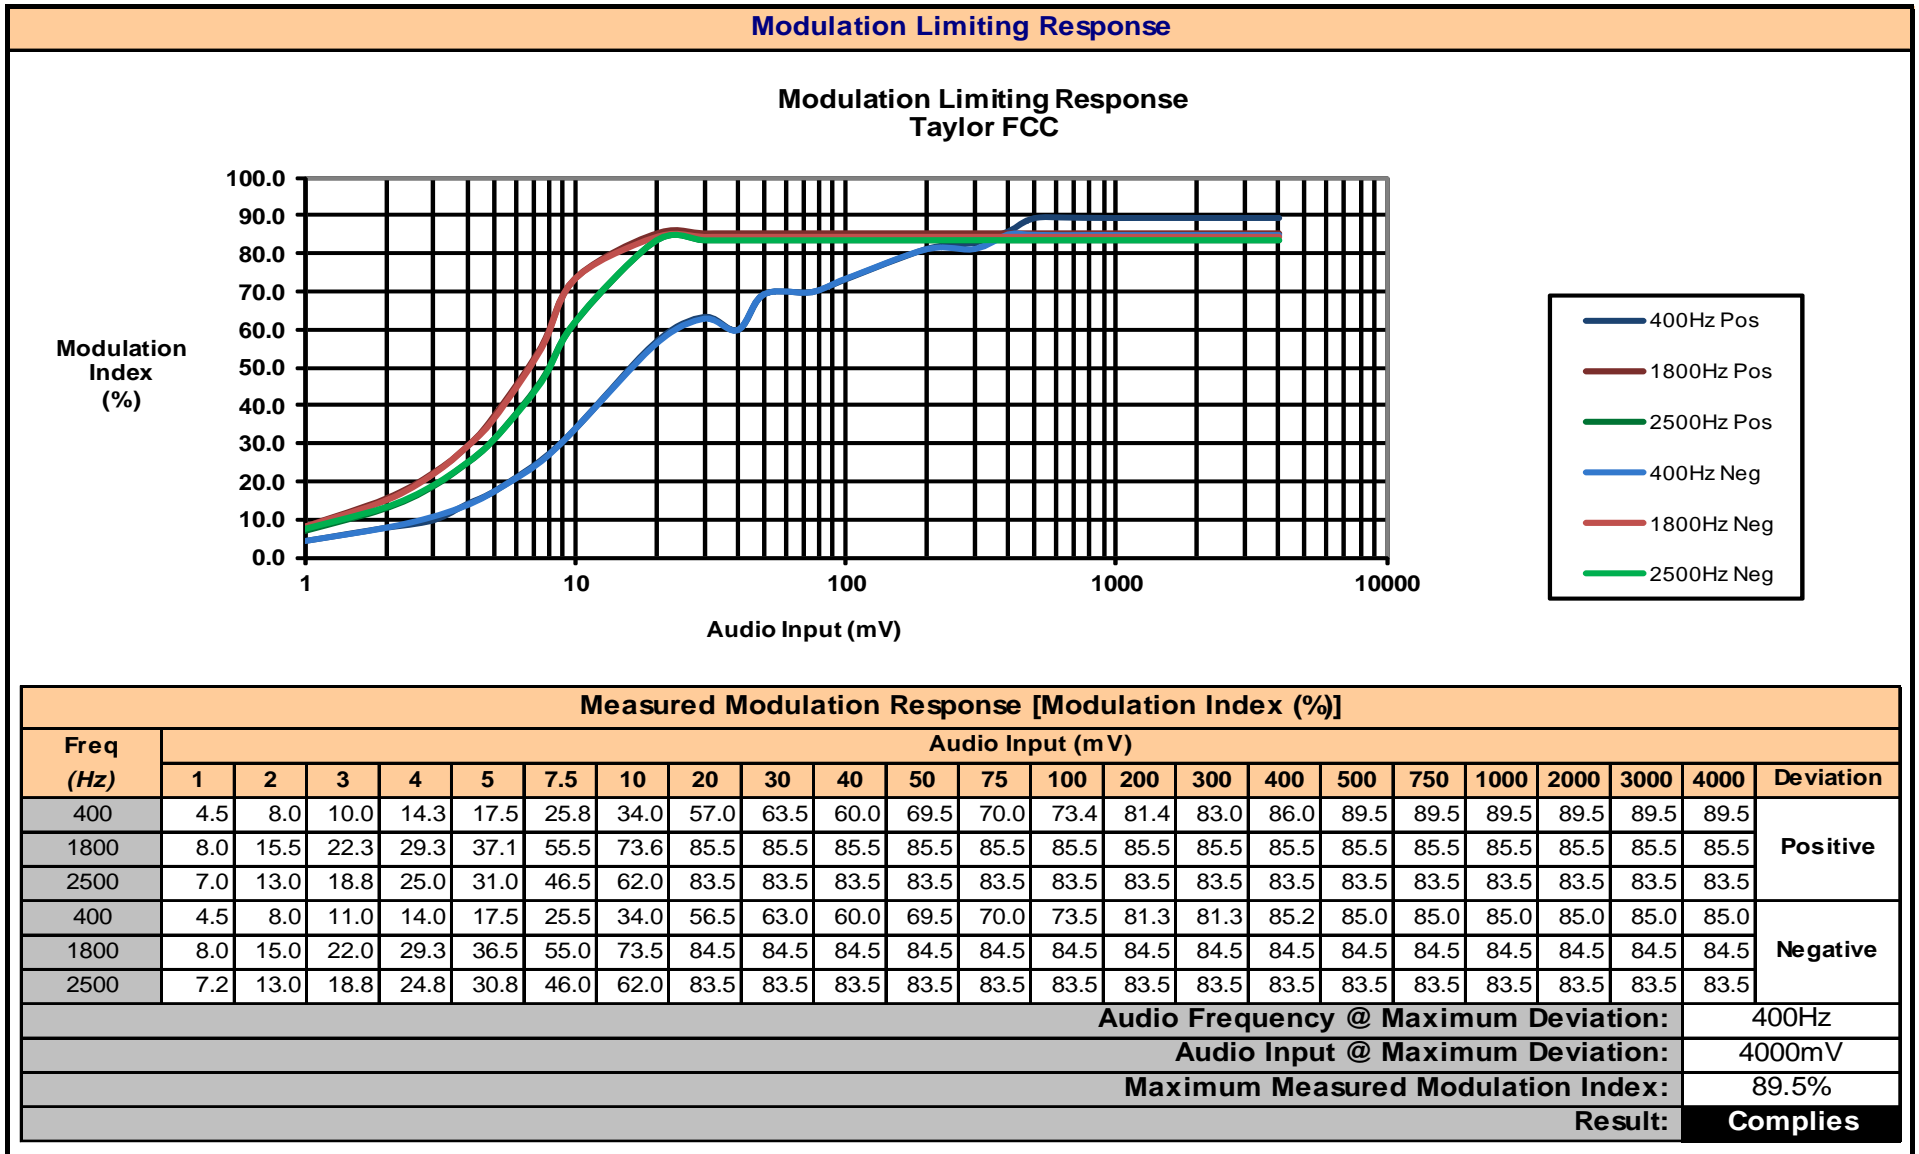 Modulation Limiting Response
Modulation Limiting Response
Taylor FCC
100.0
90.0
80.0
70.0
60.0
50.0
40.0
30.0
20.0
10.0
0.0
Modulation
Index
(%)
1 10 100 1000 10000
Audio Input (mV)
400Hz Pos
1800Hz Pos
2500Hz Pos
400Hz Neg
1800Hz Neg
2500Hz Neg
Measured Modulation Response [Modulation Index (%)]
Freq Audio Input (mV)
(Hz) 1 2 3 4 5 7.5 10 20 30 40 50 75 100 200 300 400 500 750 1000 2000 3000 4000 Deviation
400 4.5 8.0 10.0 14.3 17.5 25.8 34.0 57.0 63.5 60.0 69.5 70.0 73.4 81.4 83.0 86.0 89.5 89.5 89.5 89.5 89.5 89.5
1800 8.0 15.5 22.3 29.3 37.1 55.5 73.6 85.5 85.5 85.5 85.5 85.5 85.5 85.5 85.5 85.5 85.5 85.5 85.5 85.5 85.5 85.5 Positive
2500 7.0 13.0 18.8 25.0 31.0 46.5 62.0 83.5 83.5 83.5 83.5 83.5 83.5 83.5 83.5 83.5 83.5 83.5 83.5 83.5 83.5 83.5
400 4.5 8.0 11.0 14.0 17.5 25.5 34.0 56.5 63.0 60.0 69.5 70.0 73.5 81.3 81.3 85.2 85.0 85.0 85.0 85.0 85.0 85.0
1800 8.0 15.0 22.0 29.3 36.5 55.0 73.5 84.5 84.5 84.5 84.5 84.5 84.5 84.5 84.5 84.5 84.5 84.5 84.5 84.5 84.5 84.5 Negative
2500 7.2 13.0 18.8 24.8 30.8 46.0 62.0 83.5 83.5 83.5 83.5 83.5 83.5 83.5 83.5 83.5 83.5 83.5 83.5 83.5 83.5 83.5
Audio Frequency @ Maximum Deviation: 400Hz
Audio Input @ Maximum Deviation: 4000mV
Maximum Measured Modulation Index: 89.5%
Result: Complies